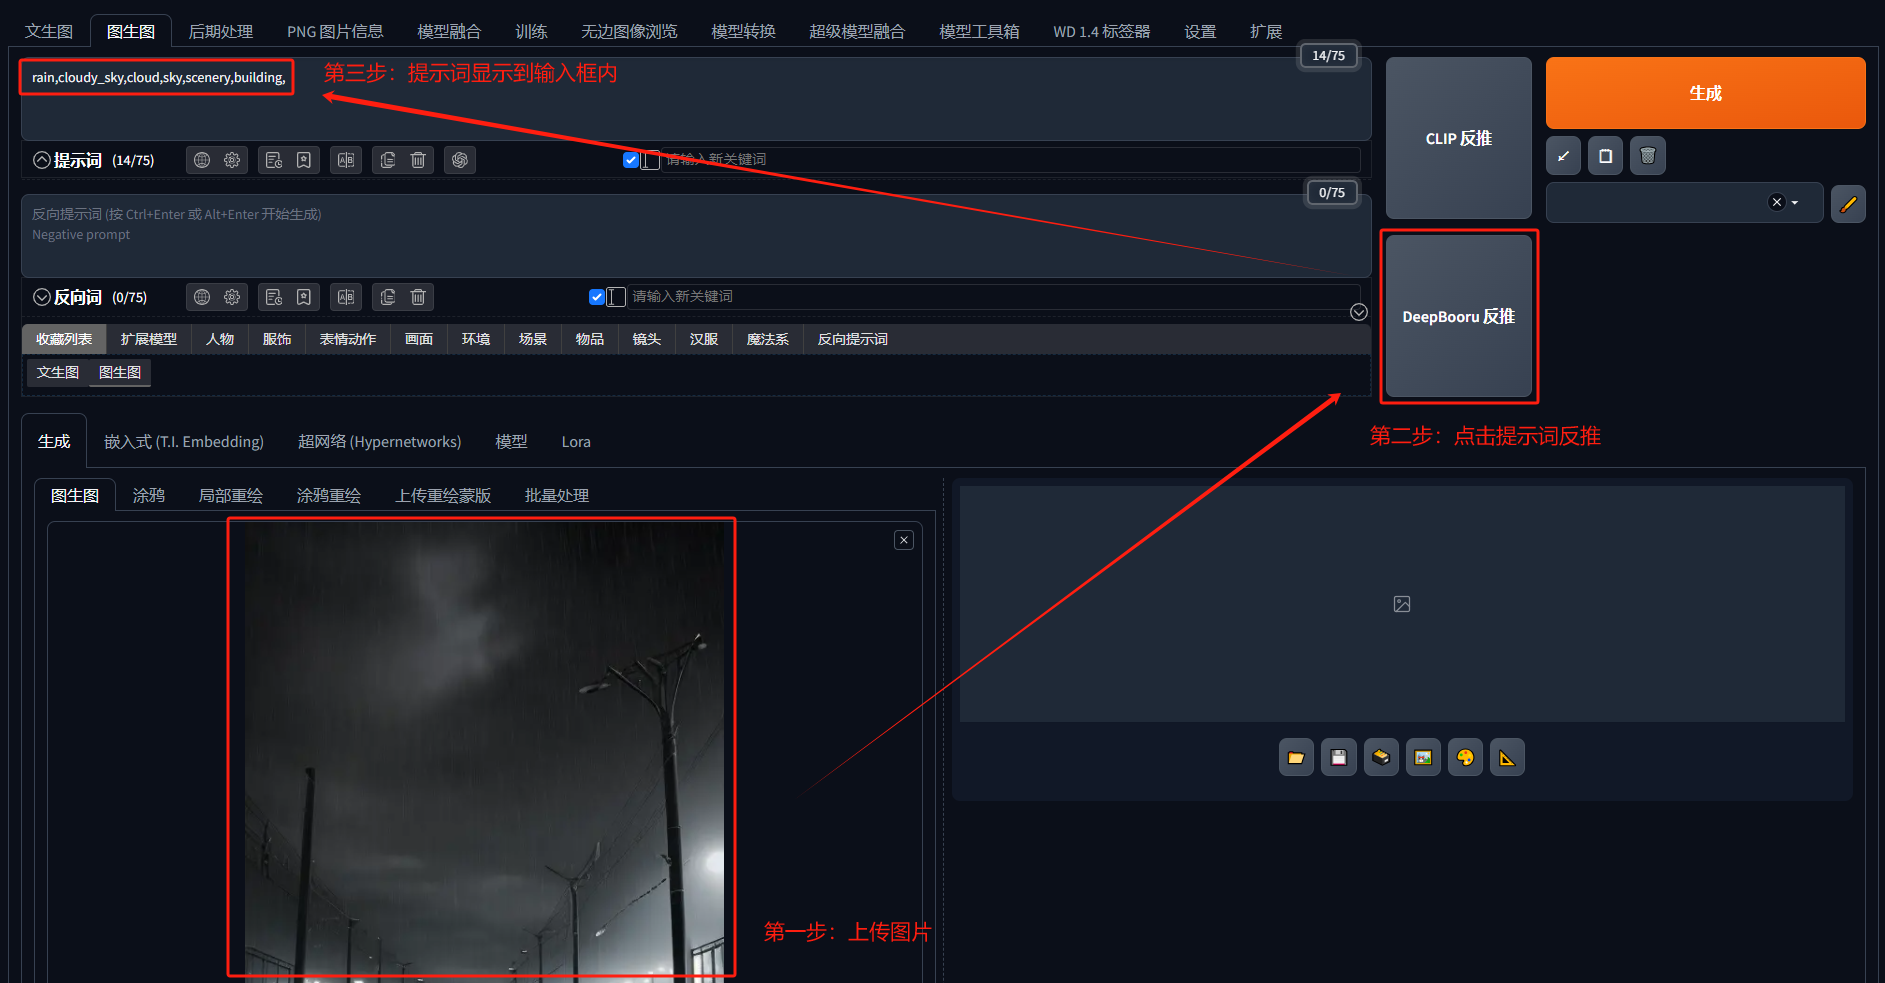 文生图 图生图 后期处理 PNG 图片信息 模型融合 训练 无边图像浏览 模型转换 超级模型融合 模型工具箱 WD 1.4 标签器 设置 扩展
14/75
rain,cloudy_sky,cloud,sky,scenery,building,
第三步：提示词显示到输入框内
CLIP 反推
生成
提示词 (14/75)
请输入新关键词
0/75
反向提示词 (按 Ctrl+Enter 或 Alt+Enter 开始生成)
Negative prompt
反向词 (0/75)
请输入新关键词
DeepBooru 反推
收藏列表 扩展模型 人物 服饰 表情动作 画面 环境 场景 物品 镜头 汉服 魔法系 反向提示词
文生图 图生图
第二步：点击提示词反推
生成 嵌入式 (T.I. Embedding) 超网络 (Hypernetworks) 模型 Lora
图生图 涂鸦 局部重绘 涂鸦重绘 上传重绘蒙版 批量处理
第一步：上传图片